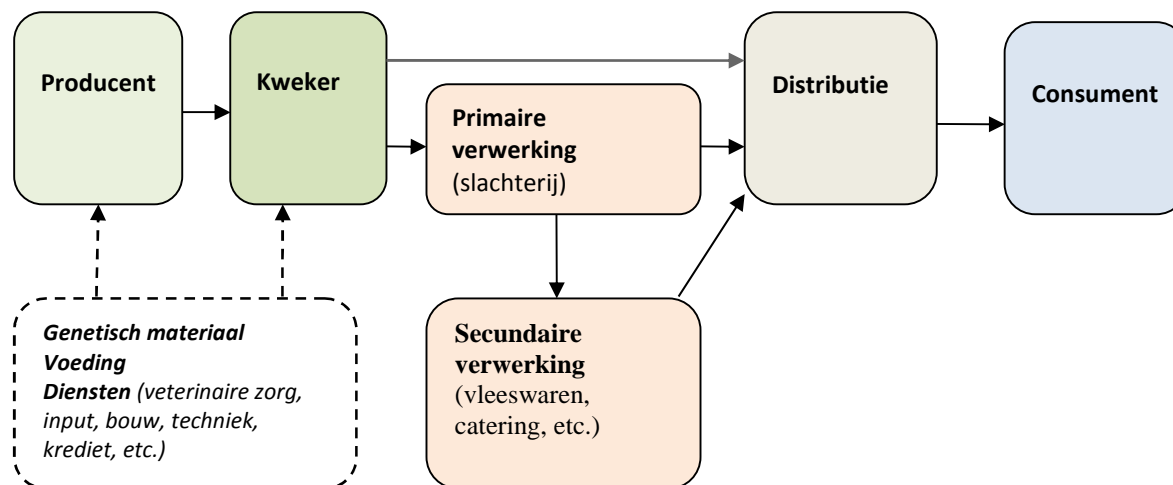 Producent
Kweker
Primaire
verwerking
(slachterij)
Distributie
Consument
Genetisch materiaal
Voeding
Diensten (veterinaire zorg,
input, bouw, techniek,
krediet, etc.)
Secundaire
verwerking
(vleeswaren,
catering, etc.)